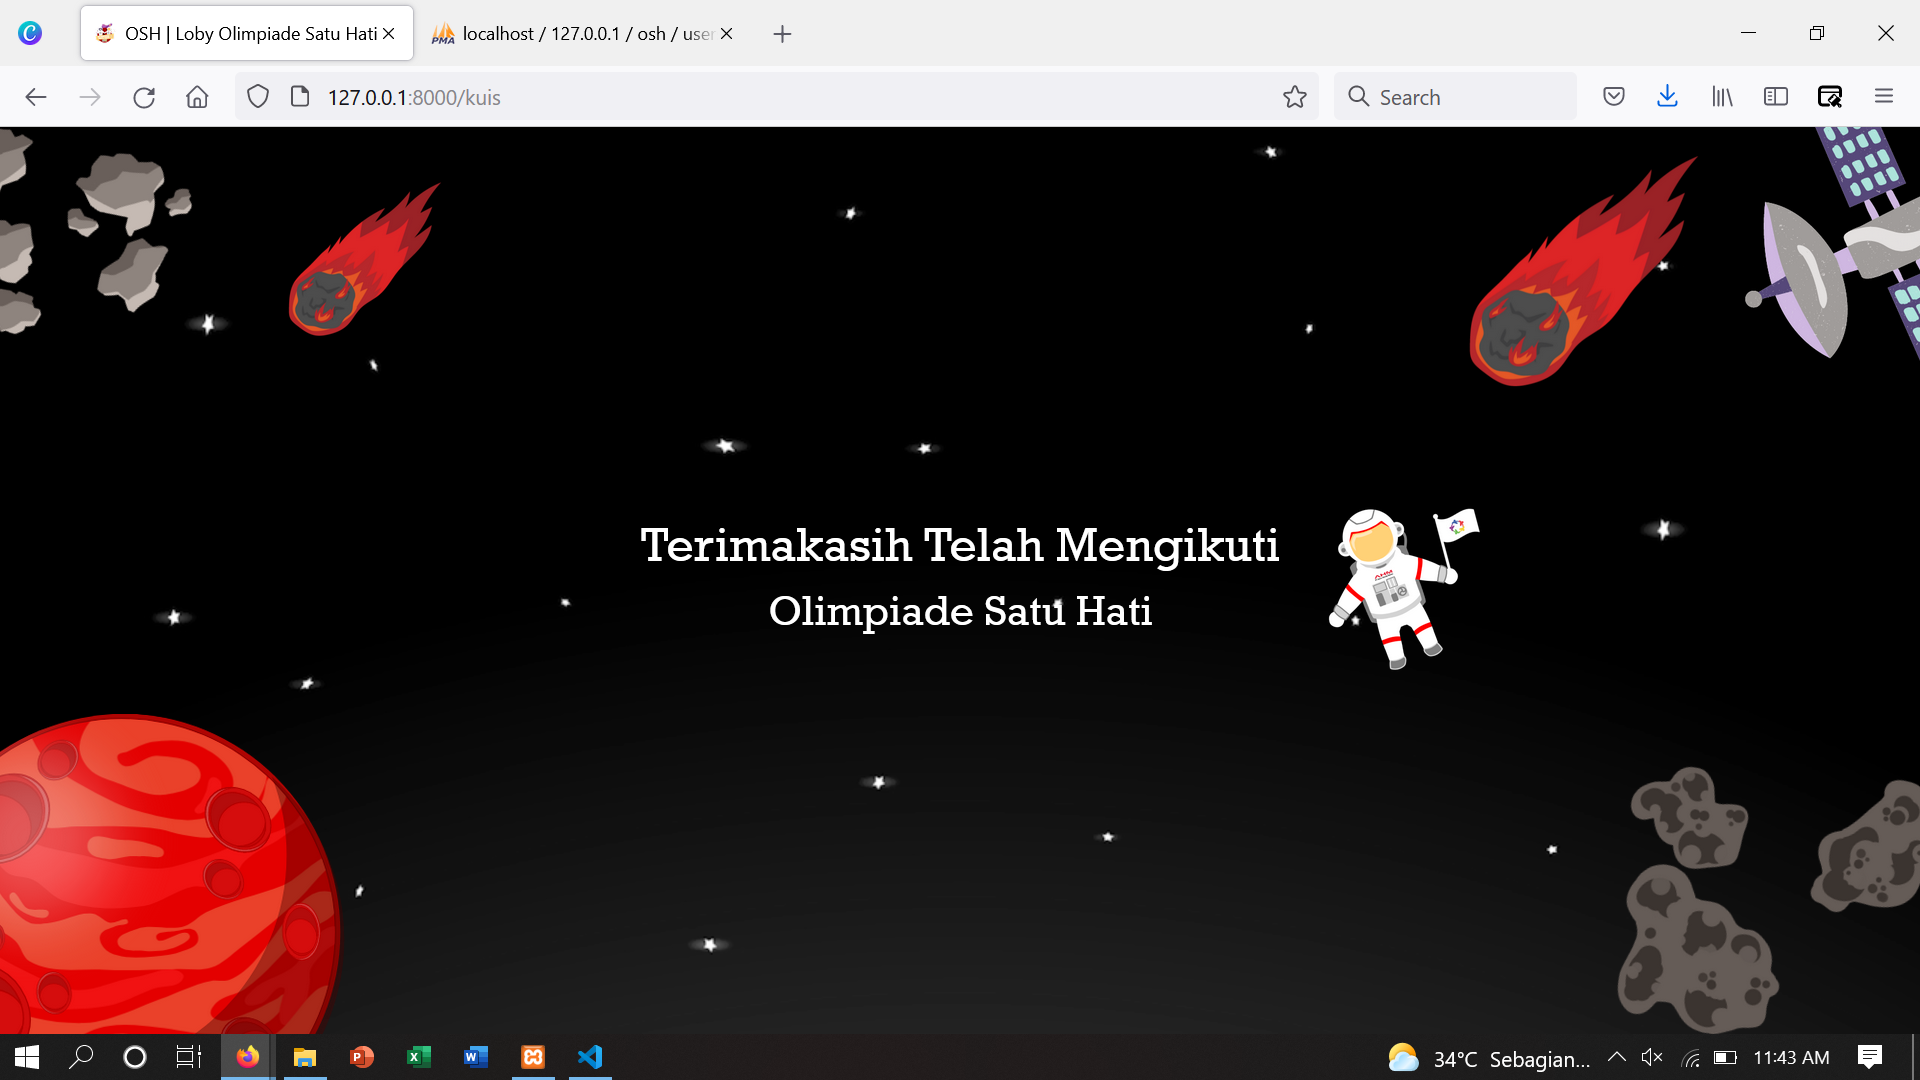 OSH | Loby Olimpiade Satu Hati
localhost / 127.0.0.1 / osh / user
127.0.0.1:8000/kuis
Search
Terimakasih Telah Mengikuti
Olimpiade Satu Hati
AHM
34°C Sebagian...
11:43 AM